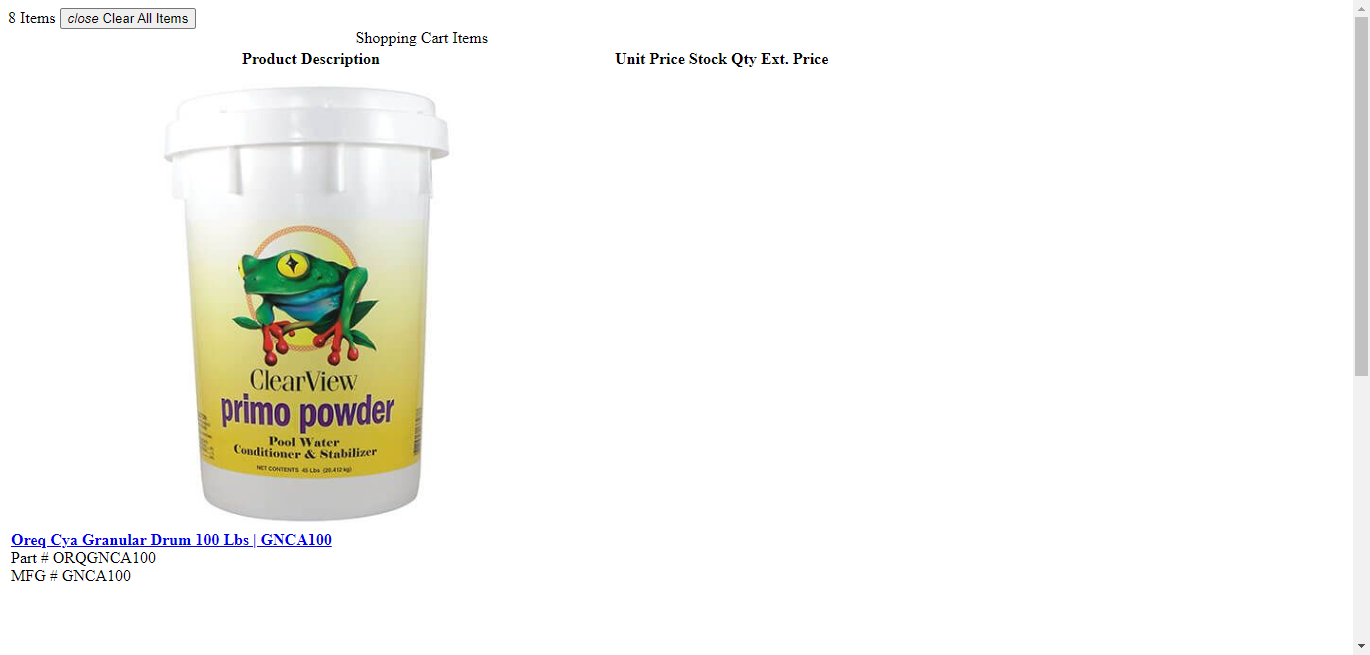 8 Items close Clear All Items
Shopping Cart Items
Product Description Unit Price Stock Qty Ext. Price
ClearView
primo powder
Pool Water
Conditioner & Stabilizer
NET CONTENTS 45 Lbs (20.412 kg)
Oreq Cya Granular Drum 100 Lbs | GNCA100
Part # ORQGNCA100
MFG # GNCA100